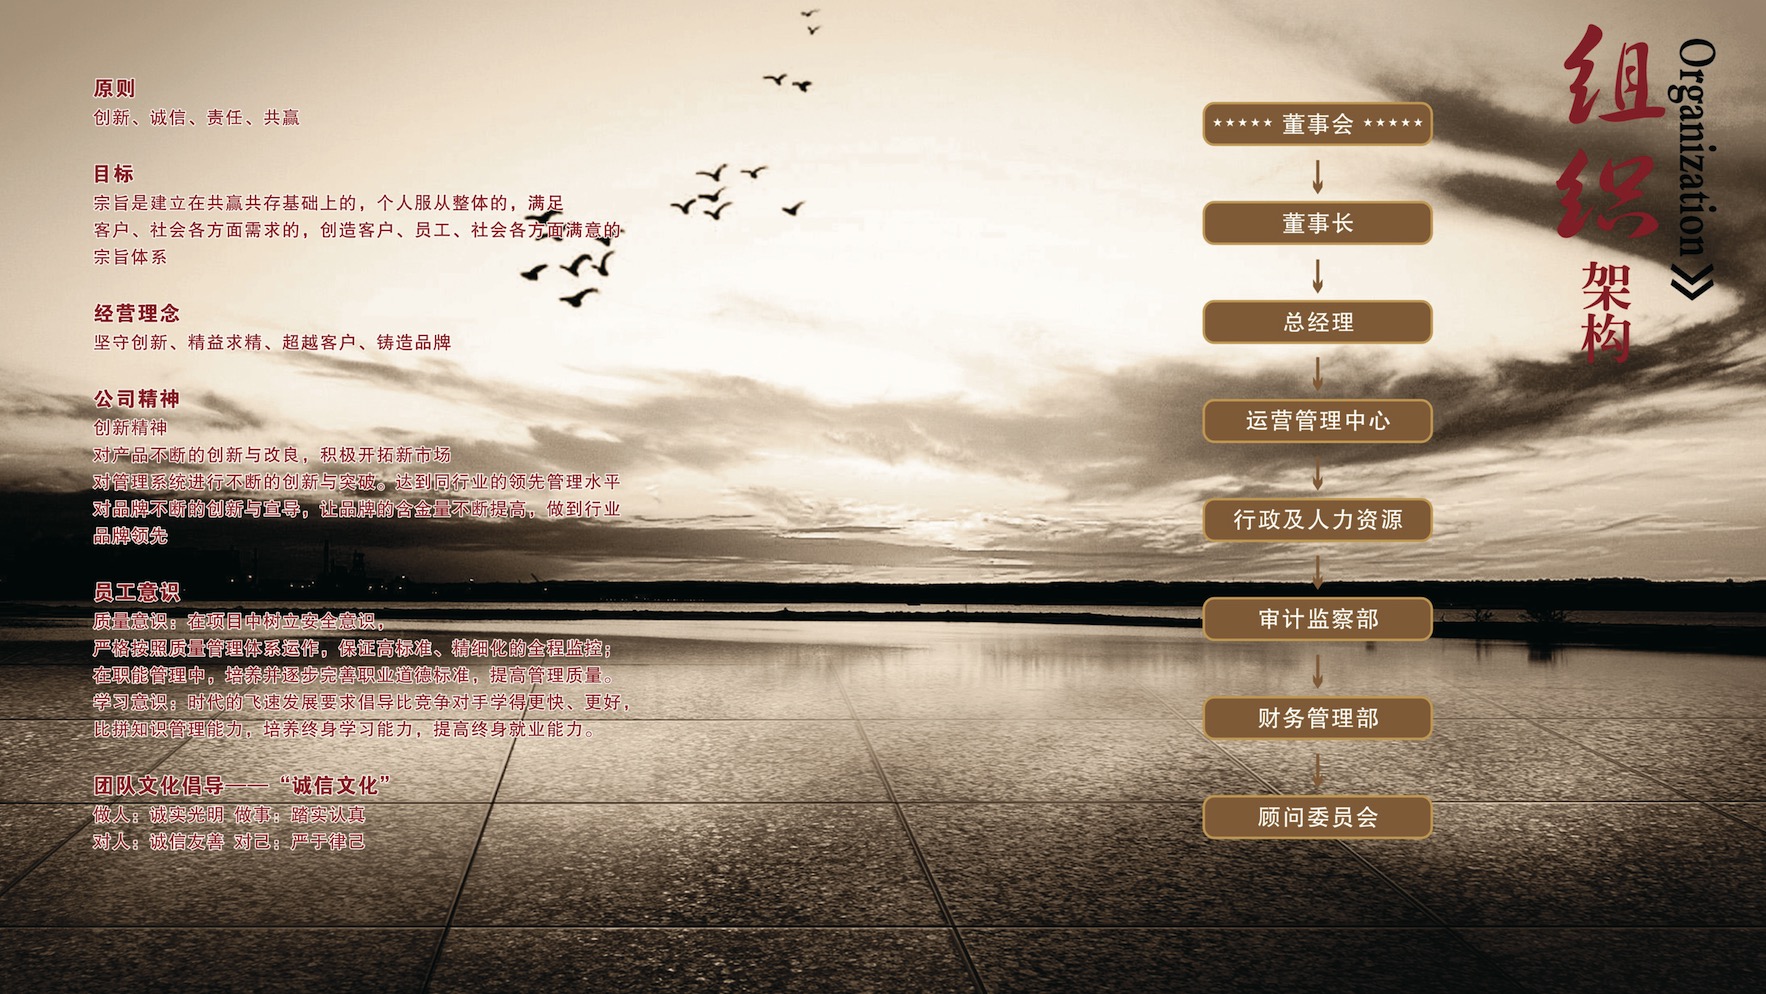 原则
创新、诚信、责任、共赢
目标
宗旨是建立在共赢共存基础上的，个人服从整体的，满足
客户、社会各方面需求的，创造客户、员工、社会各方面满意的
宗旨体系
经营理念
坚守创新、精益求精、超越客户、铸造品牌
公司精神
创新精神
对产品不断的创新与改良，积极开拓新市场
对管理系统进行不断的创新与突破。达到同行业的领先管理水平
对品牌不断的创新与宣导，让品牌的含金量不断提高，做到行业
品牌领先
员工意识
质量意识：在项目中树立安全意识，
严格按照质量管理体系运作，保证高标准、精细化的全程监控；
在职能管理中，培养并逐步完善职业道德标准，提高管理质量。
学习意识：时代的飞速发展要求倡导比竞争对手学得更快、更好，
比拼知识管理能力，培养终身学习能力，提高终身就业能力。
团队文化倡导——“诚信文化”
做人：诚实光明 做事：踏实认真
对人：诚信友善 对己：严于律己
★★★★★ 董事会 ★★★★★
董事长
总经理
运营管理中心
行政及人力资源
审计监察部
财务管理部
顾问委员会
组织架构
Organization